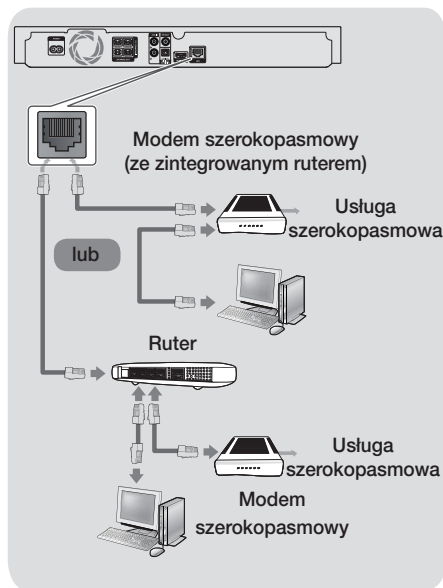 Modem szerokopasmowy
(ze zintegrowanym ruterem)
Usługa
szerokopasmowa
lub
Ruter
Usługa
szerokopasmowa
Modem
szerokopasmowy